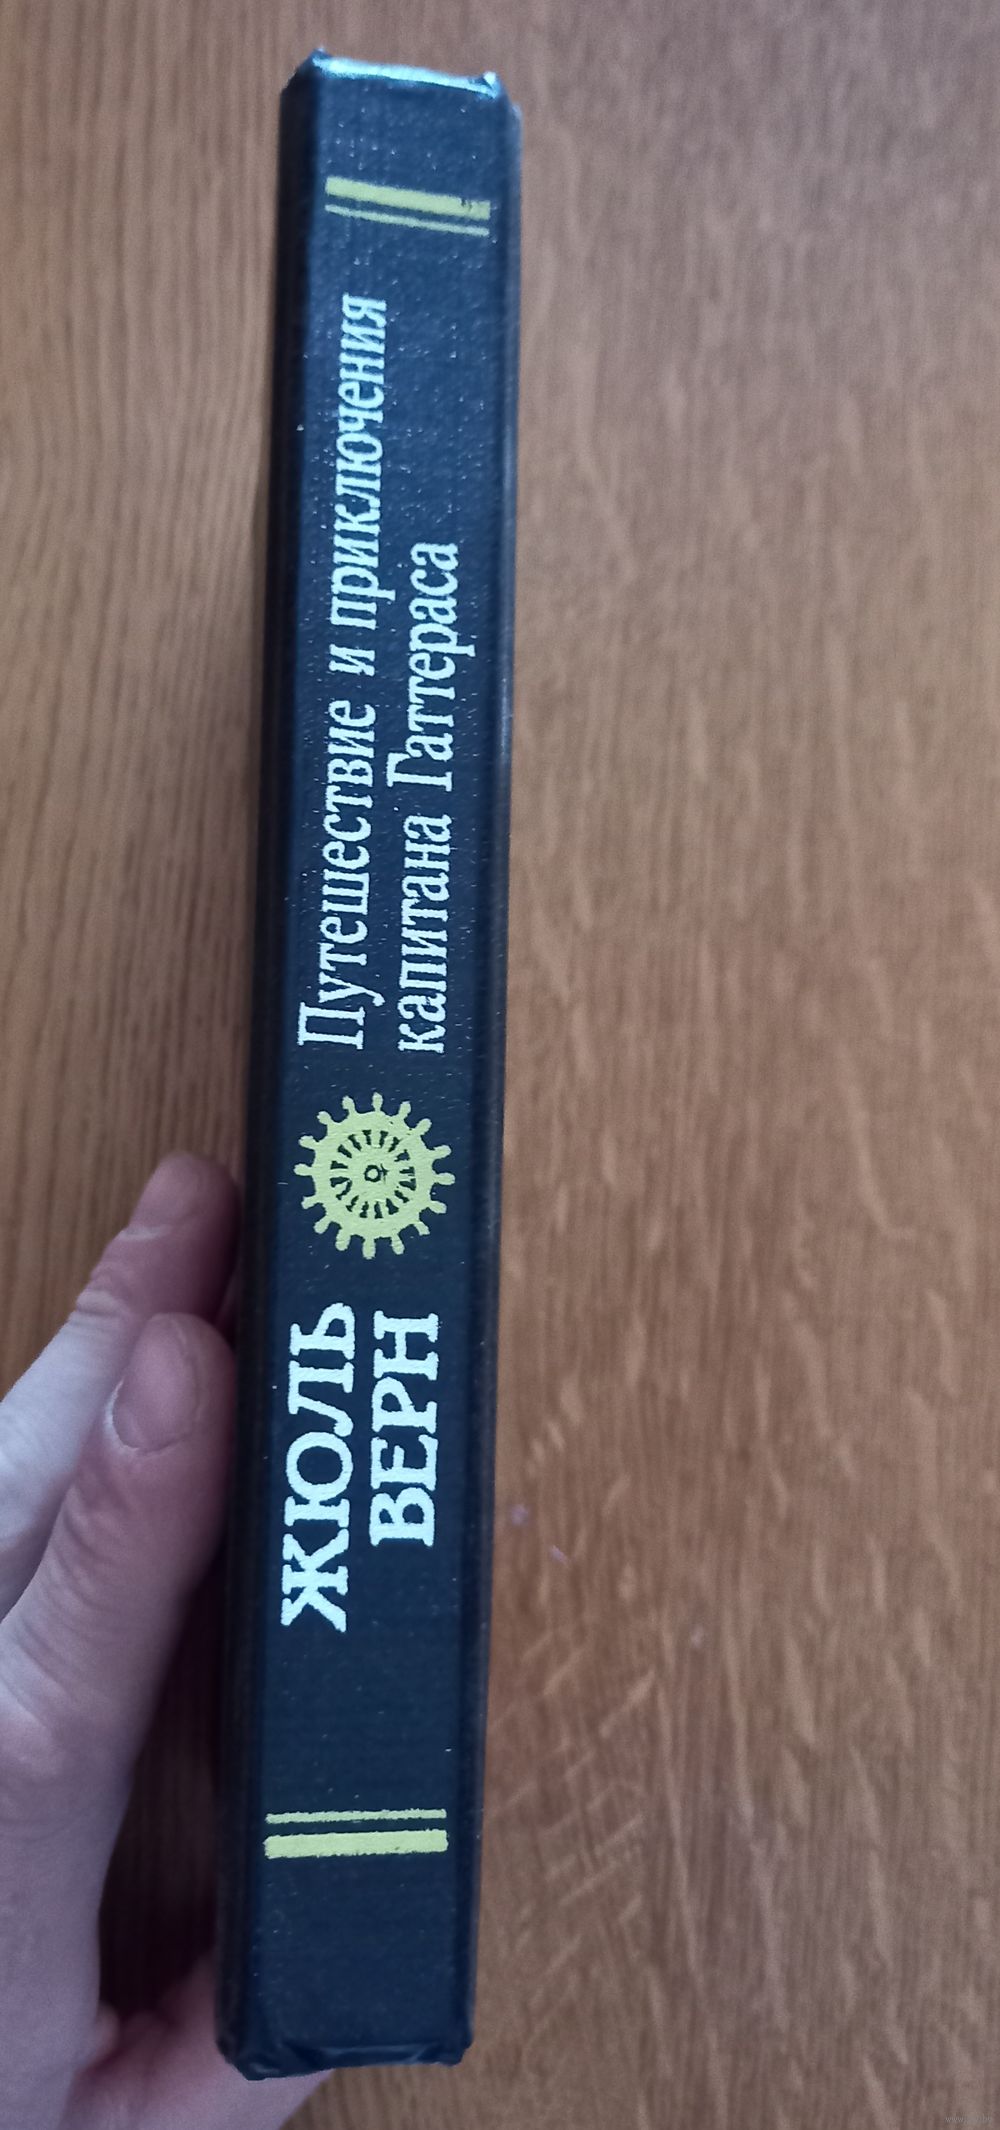 ЖЮЛЬ
ВЕРН
Путешествие и приключения
капитана Гаттераса